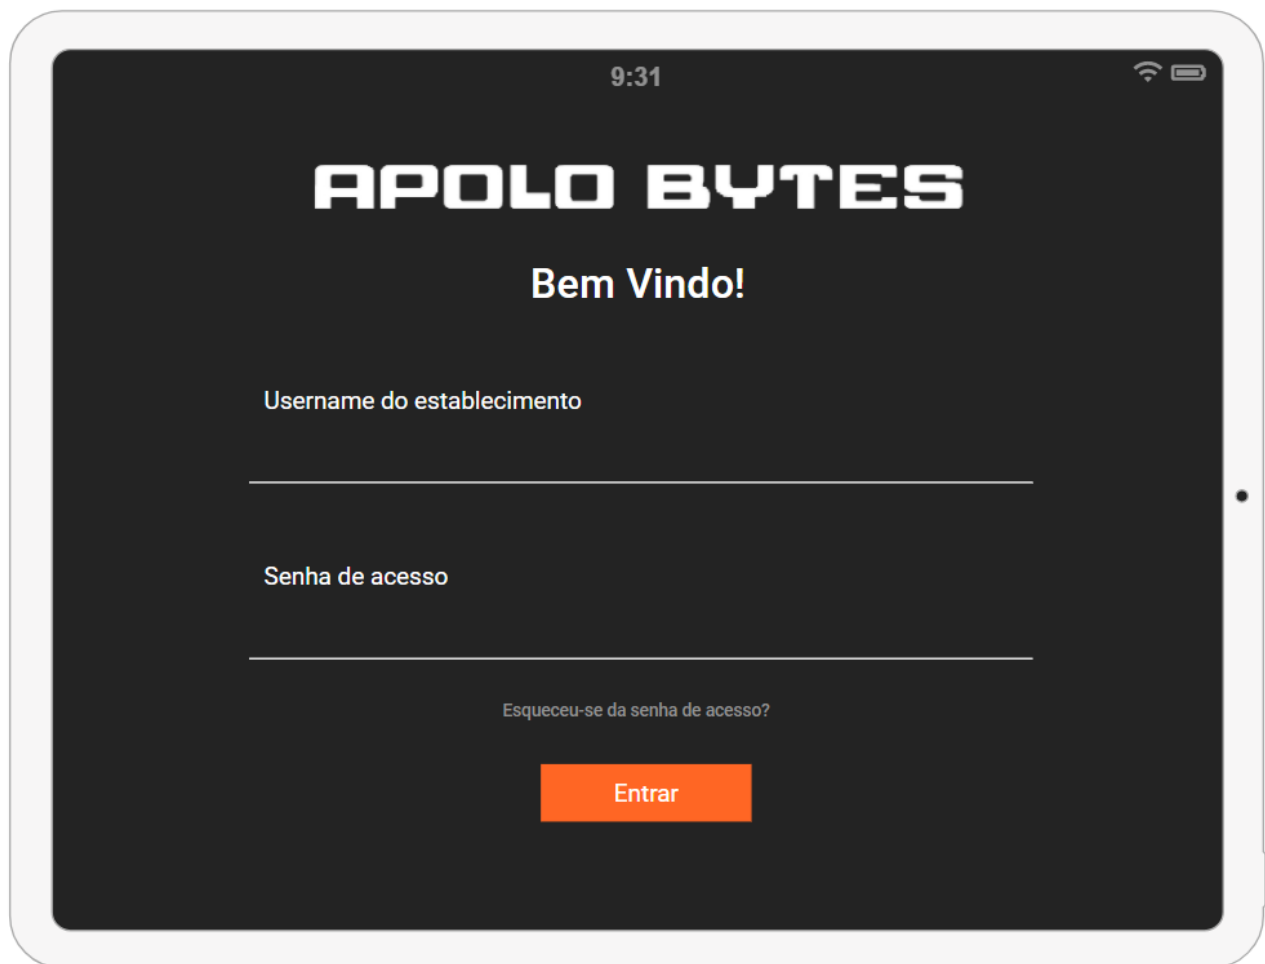 9:31
APOLO BYTES
Bem Vindo!
Username do establecimento
Senha de acesso
Esqueceu-se da senha de acesso?
Entrar